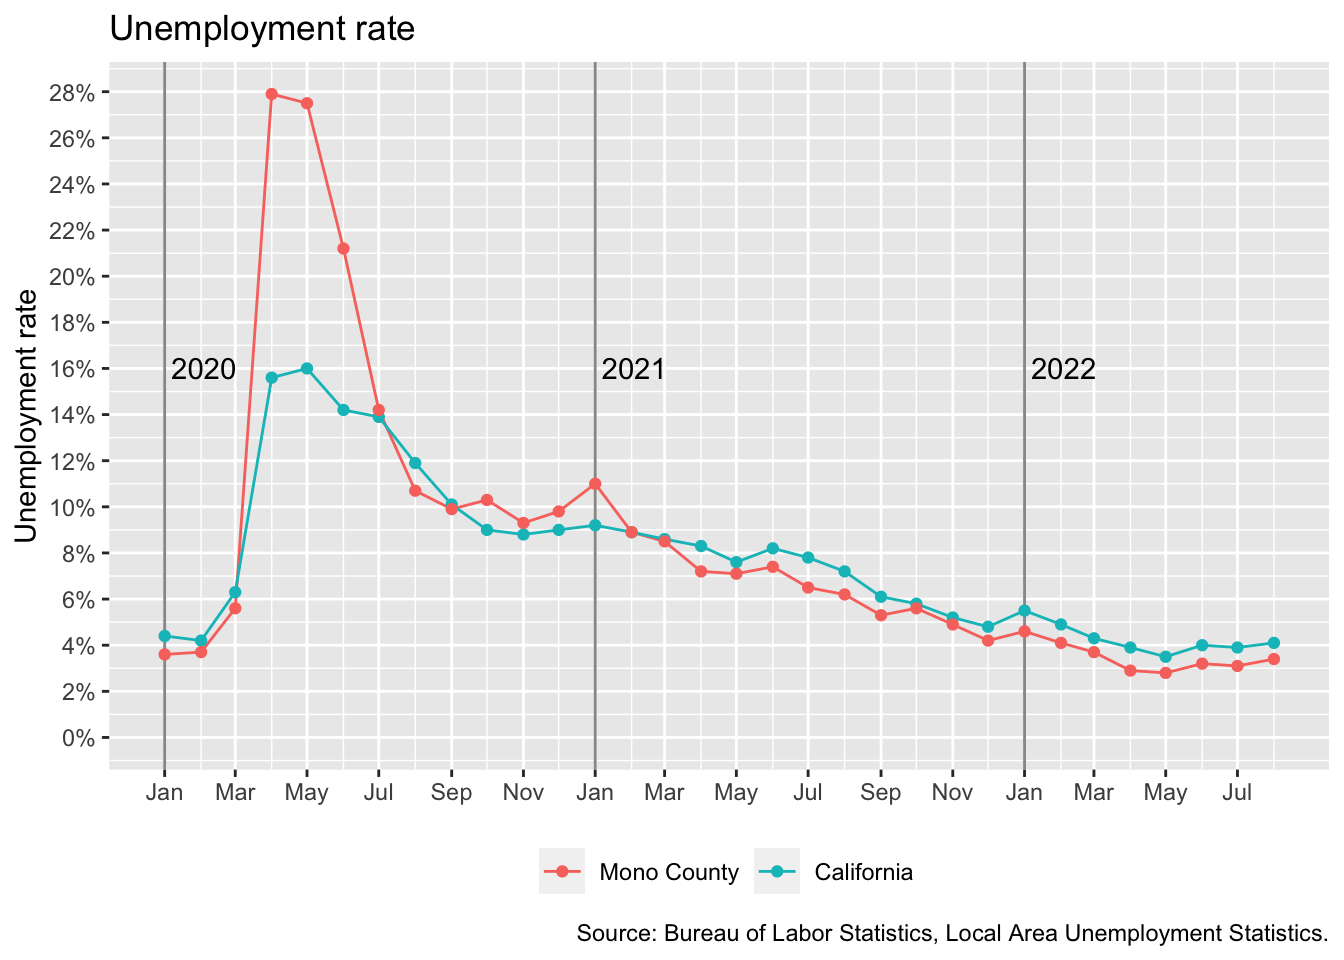 Unemployment rate
Unemployment rate
28%
26%
24%
22%
20%
18%
16%
14%
12%
10%
8%
6%
4%
2%
0%
2020 2021 2022
Jan Mar May Jul Sep Nov Jan Mar May Jul Sep Nov Jan Mar May Jul
Mono County California
Source: Bureau of Labor Statistics, Local Area Unemployment Statistics.